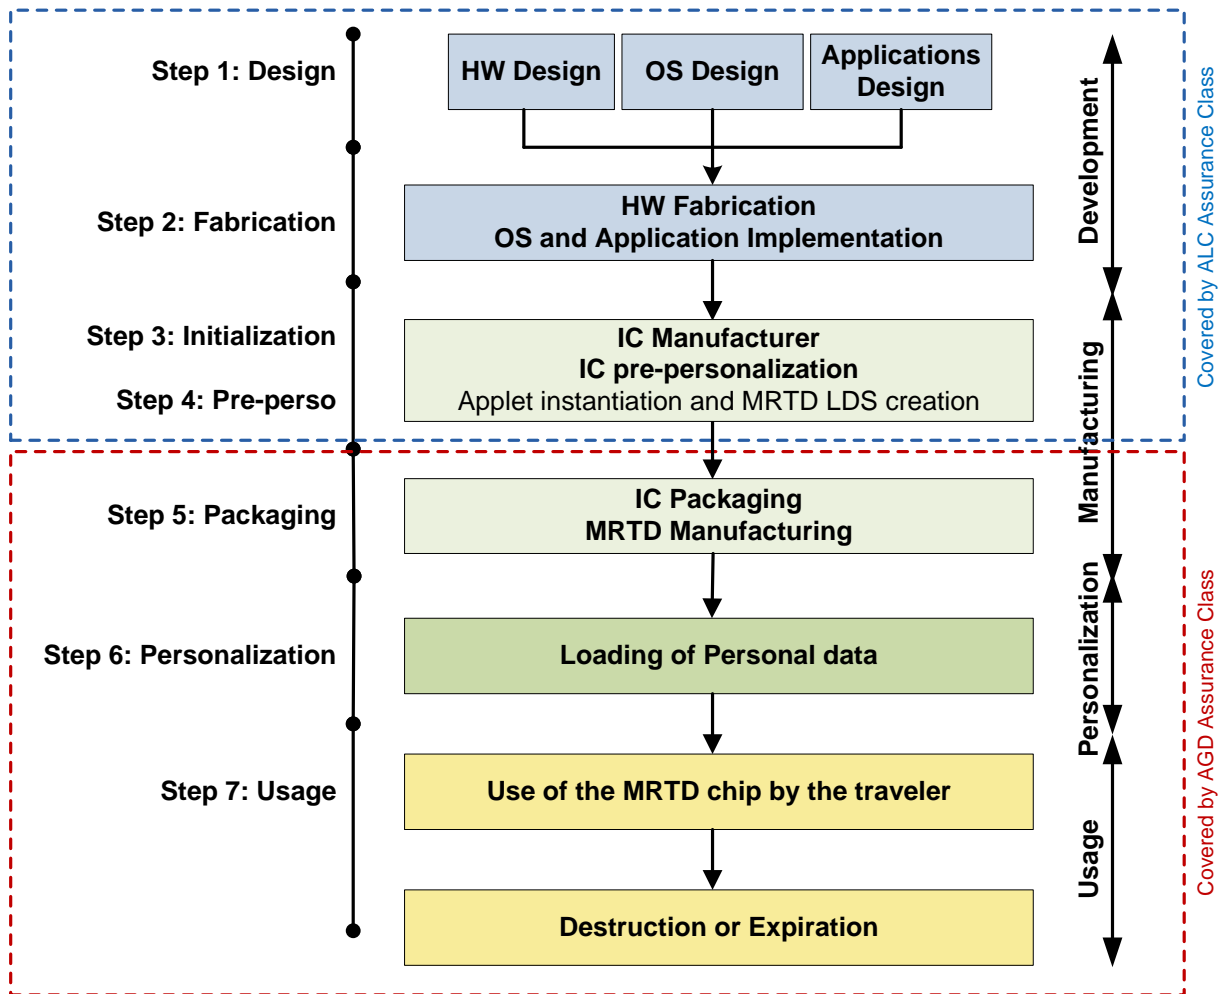 Step 1: Design
HW Design
OS Design
Applications
Design
Development
Covered by ALC Assurance Class
Step 2: Fabrication
HW Fabrication
OS and Application Implementation
Step 3: Initialization
IC Manufacturer
IC pre-personalization
Step 4: Pre-perso
Applet instantiation and MRTD LDS creation
Manufacturing
Step 5: Packaging
IC Packaging
MRTD Manufacturing
Step 6: Personalization
Loading of Personal data
Personalization
Covered by AGD Assurance Class
Step 7: Usage
Use of the MRTD chip by the traveler
Usage
Destruction or Expiration